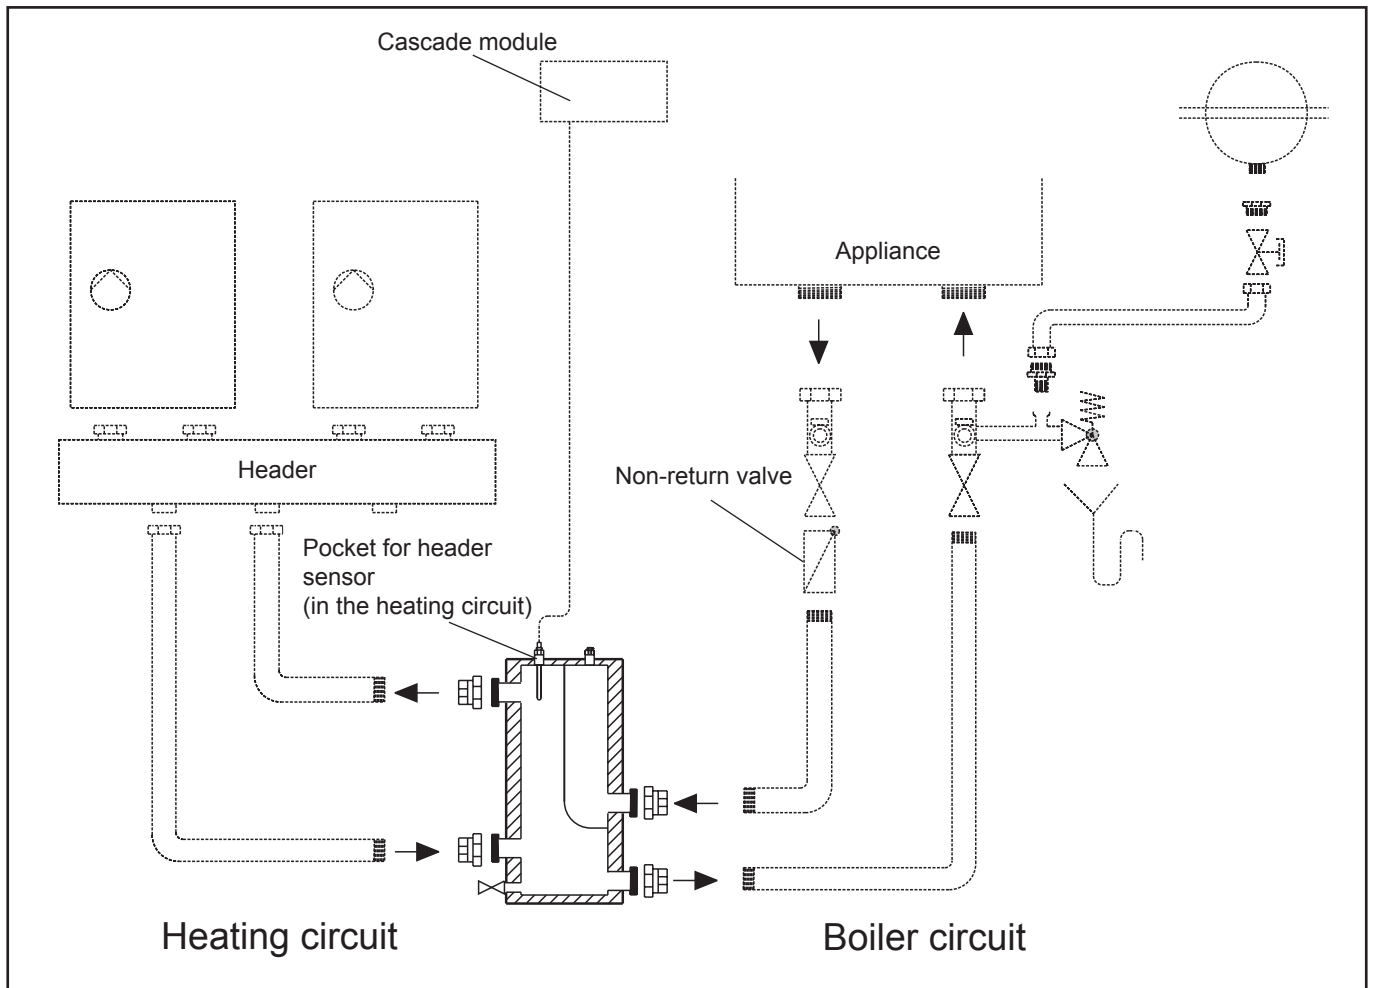 Cascade module
Appliance
Header
Non-return valve
Pocket for header
sensor
(in the heating circuit)
Heating circuit
Boiler circuit